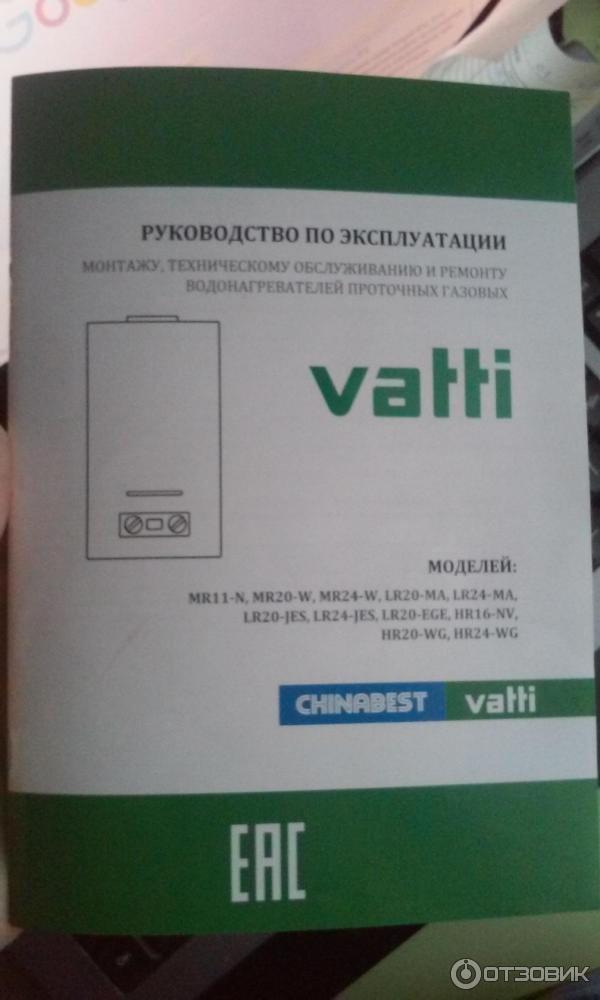 Goo
РУКОВОДСТВО ПО ЭКСПЛУАТАЦИИ
МОНТАЖУ, ТЕХНИЧЕСКОМУ ОБСЛУЖИВАНИЮ И РЕМОНТУ
ВОДОНАГРЕВАТЕЛЕЙ ПРОТОЧНЫХ ГАЗОВЫХ
vatti
МОДЕЛЕЙ:
MR11-N, MR20-W, MR24-W, LR20-MA, LR24-MA,
LR20-JES, LR24-JES, LR20-EGE, HR16-NV,
HR20-WG, HR24-WG
CHINABEST vatti
EAC
ОТЗОВИК